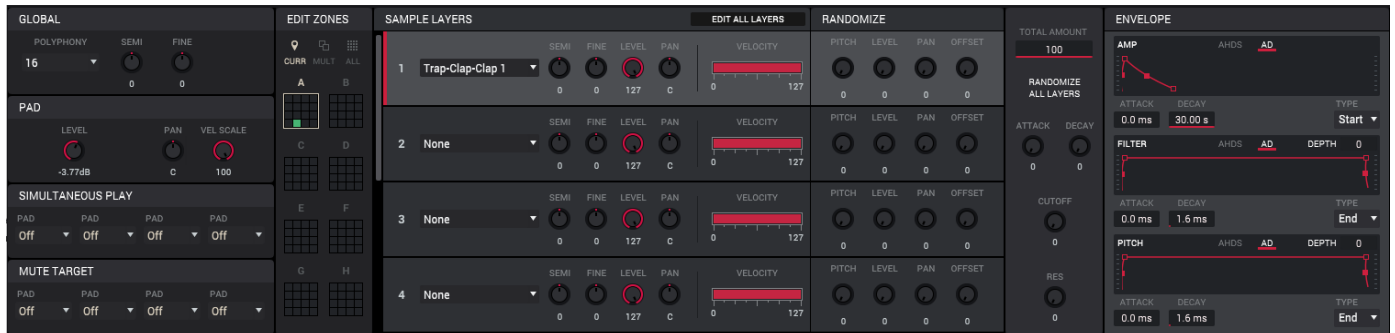 GLOBAL
POLYPHONY SEMI FINE
16
0 0
PAD
LEVEL PAN VEL SCALE
-3.77dB C 100
SIMULTANEOUS PLAY
PAD PAD PAD PAD
Off Off Off Off
MUTE TARGET
PAD PAD PAD PAD
Off Off Off Off
EDIT ZONES
CURR MULT ALL
A B
C D
E F
G H
SAMPLE LAYERS EDIT ALL LAYERS
SEMI FINE LEVEL PAN VELOCITY
1 Trap-Clap-Clap 1
0 0 127 C 0 127
SEMI FINE LEVEL PAN VELOCITY
2 None
0 0 127 C 0 127
SEMI FINE LEVEL PAN VELOCITY
3 None
0 0 127 C 0 127
SEMI FINE LEVEL PAN VELOCITY
4 None
0 0 127 C 0 127
RANDOMIZE
PITCH LEVEL PAN OFFSET
0 0 0 0
PITCH LEVEL PAN OFFSET
0 0 0 0
PITCH LEVEL PAN OFFSET
0 0 0 0
PITCH LEVEL PAN OFFSET
0 0 0 0
TOTAL AMOUNT
100
RANDOMIZE
ALL LAYERS
ATTACK DECAY
0 0
CUTOFF
0
RES
0
ENVELOPE
AMP AHDS AD
ATTACK DECAY TYPE
0.0 ms 30.00 s Start
FILTER AHDS AD DEPTH 0
ATTACK DECAY TYPE
0.0 ms 1.6 ms End
PITCH AHDS AD DEPTH 0
ATTACK DECAY TYPE
0.0 ms 1.6 ms End